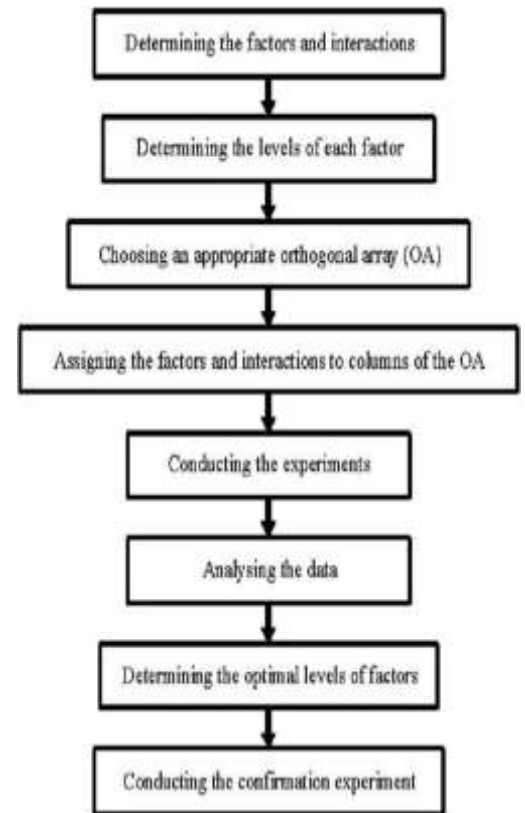 Determining the factors and interactions
Determining the levels of each factor
Choosing an appropriate orthogonal array (OA)
Assigning the factors and interactions to columns of the OA
Conducting the experiments
Analysing the data
Determining the optimal levels of factors
Conducting the confirmation experiment